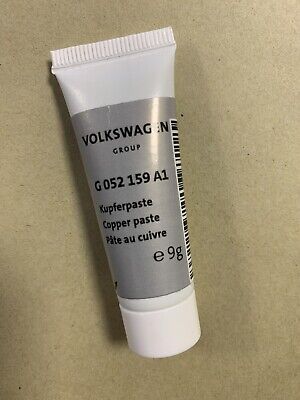 VOLKSWAGEN
GROUP
G 052 159 A1
Kupferpaste
Copper paste
Pâte au cuivre
℮ 9g